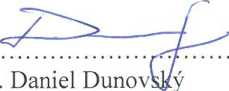 . Daniel Dunovský